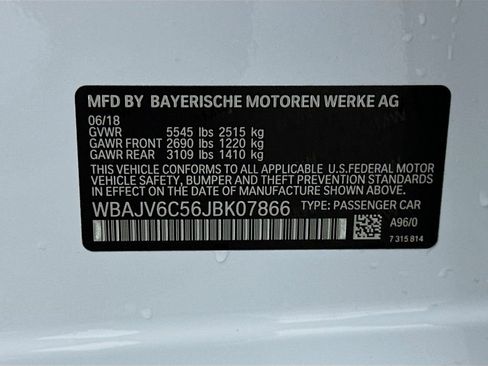 MFD BY BAYERISCHE MOTOREN WERKE AG
06/18
GVWR 5545 lbs 2515 kg
GAWR FRONT 2690 lbs 1220 kg
GAWR REAR 3109 lbs 1410 kg
THIS VEHICLE CONFORMS TO ALL APPLICABLE U.S.FEDERAL MOTOR
VEHICLE SAFETY, BUMPER AND THEFT PREVENTION STANDARDS
IN EFFECT ON THE DATE OF MANUFACTURE SHOWN ABOVE.
WBAJV6C56JBK07866 TYPE: PASSENGER CAR
A96/0
7 315 814